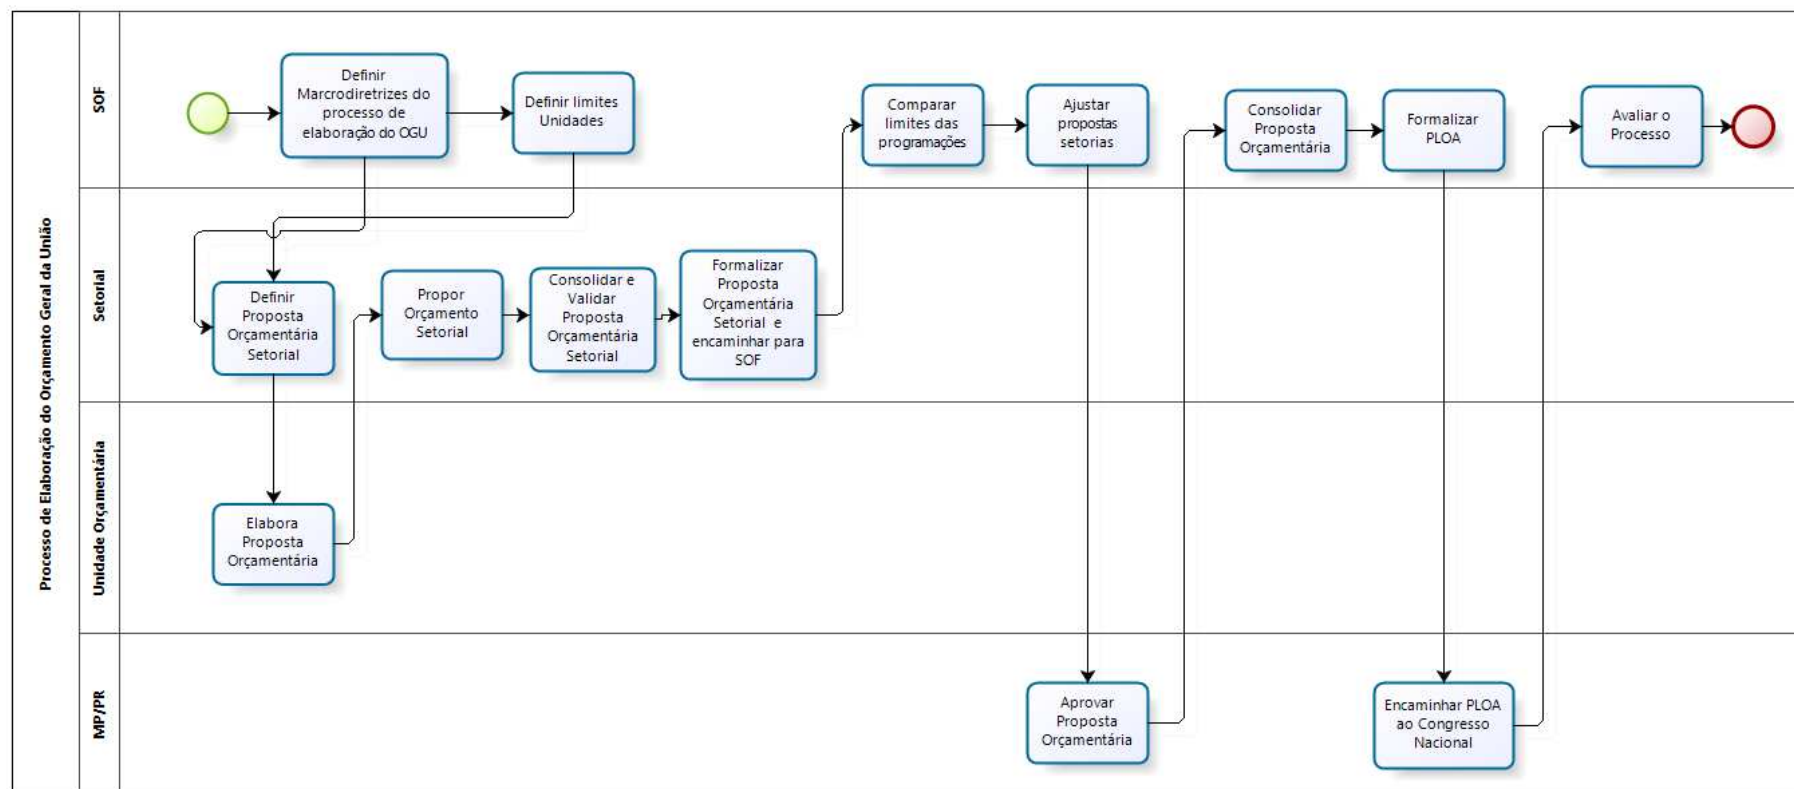 Processo de Elaboração do Orçamento Geral da União
SOF
Definir
Marcrodiretrizes do
processo de
elaboração do OGU
Definir limites
Unidades
Comparar
limites das
programações
Ajustar
propostas
setorias
Consolidar
Proposta
Orçamentária
Formalizar
PLOA
Avaliar o
Processo
Setorial
Definir
Proposta
Orçamentária
Setorial
Propor
Orçamento
Setorial
Consolidar e
Validar
Proposta
Orçamentária
Setorial
Formalizar
Proposta
Orçamentária
Setorial e
encaminhar para
SOF
Unidade Orçamentária
Elabora
Proposta
Orçamentária
MP/PR
Aprovar
Proposta
Orçamentária
Encaminhar PLOA
ao Congresso
Nacional